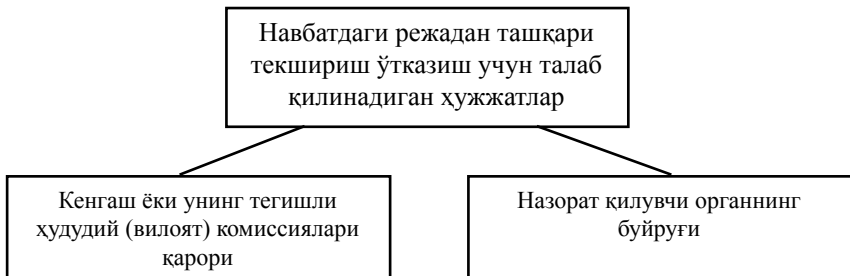 Навбатдаги режадан ташқари
текшириш ўтказиш учун талаб
қилинадиган ҳужжатлар
Кенгаш ёки унинг тегишли
ҳудудий (вилоят) комиссиялари
қарори
Назорат қилувчи органнинг
буйруғи